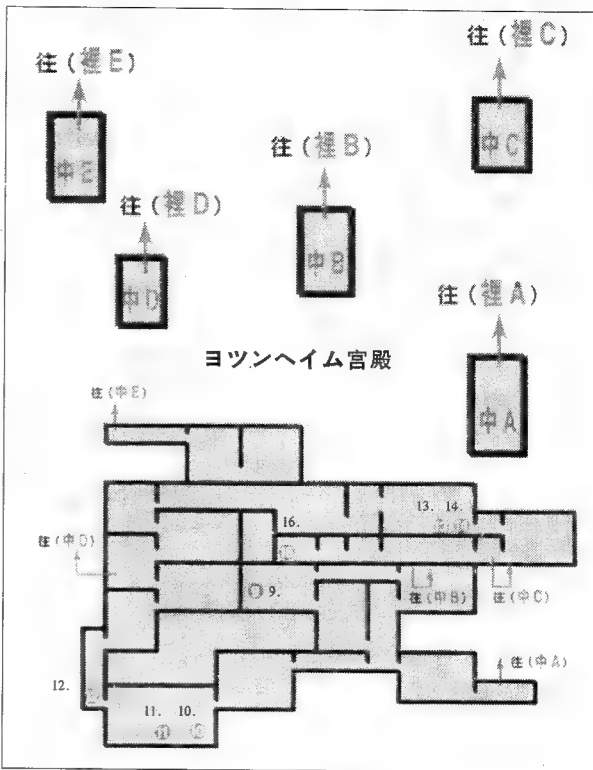 往(裡E)
往(裡C)
中E
中C
往(裡B)
往(裡D)
中B
中D
往(裡A)
ヨツンヘイム宮殿
中A
往(中E)
13. 14.
16.
往(中D)
9.
往(中B)
往(中C)
往(中A)
12.
11. 10.